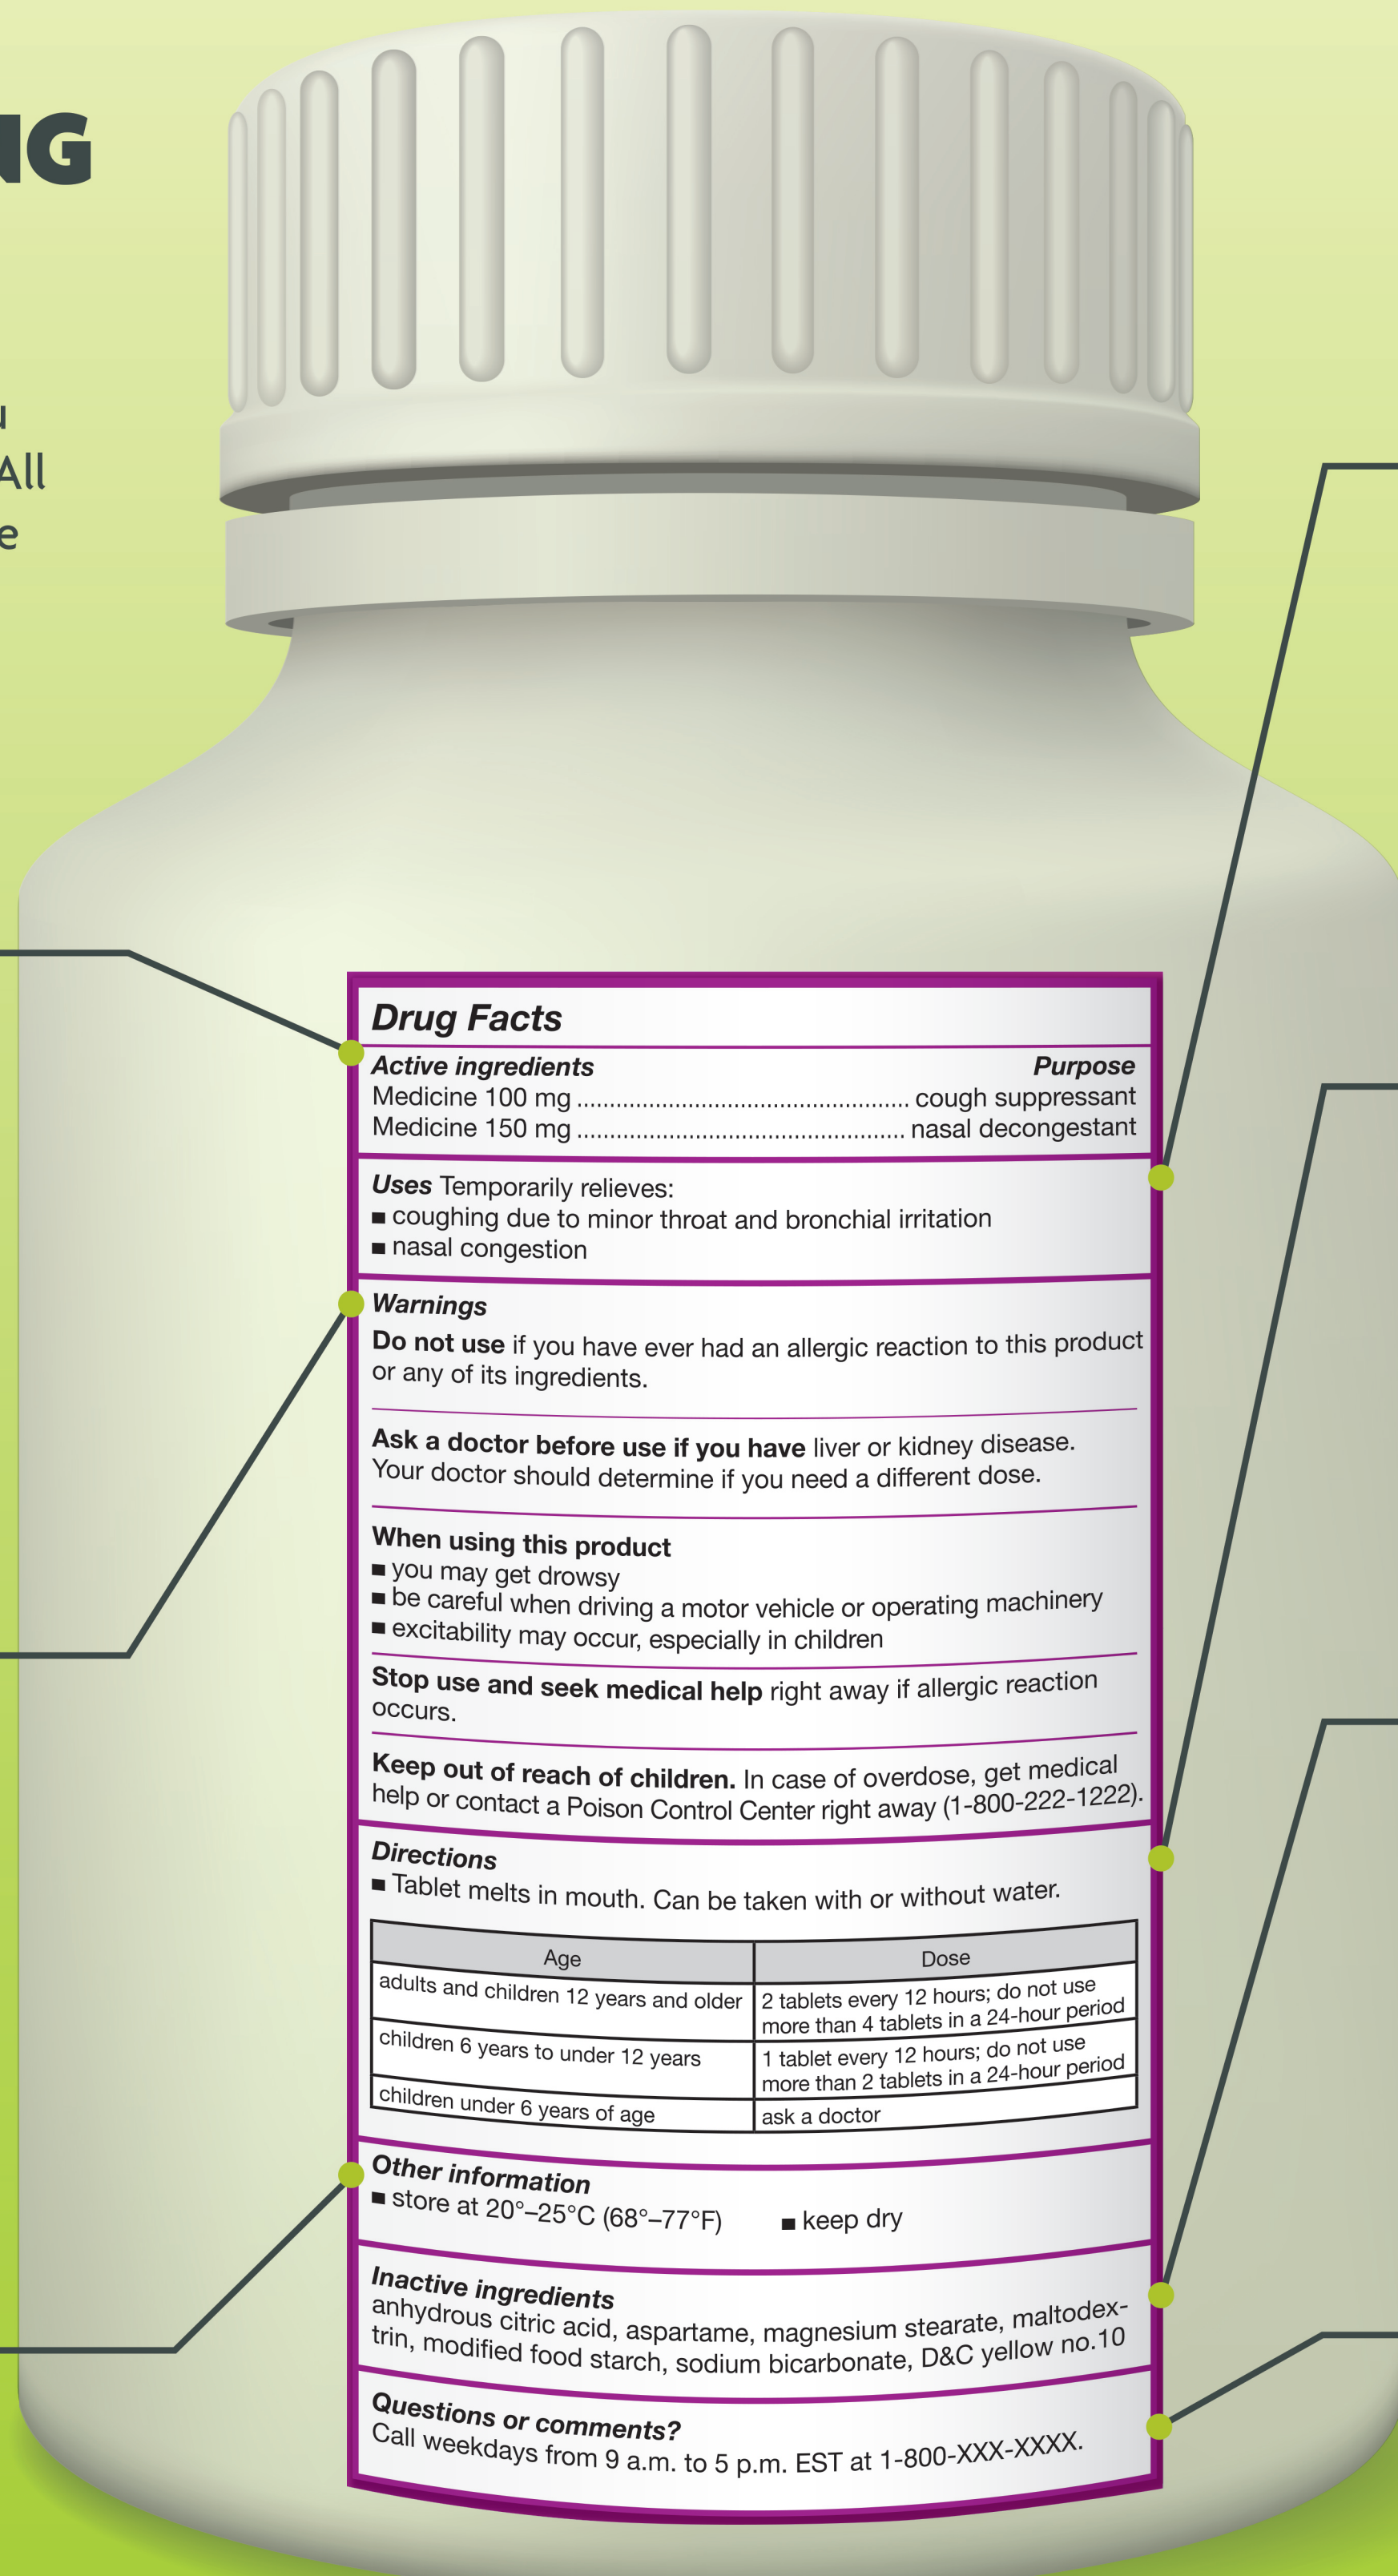 NG
All
e
Drug Facts
Active ingredients Purpose
Medicine 100 mg ................................................... cough suppressant
Medicine 150 mg .................................................. nasal decongestant
Uses Temporarily relieves:
■ coughing due to minor throat and bronchial irritation
■ nasal congestion
Warnings
Do not use if you have ever had an allergic reaction to this product
or any of its ingredients.
Ask a doctor before use if you have liver or kidney disease.
Your doctor should determine if you need a different dose.
When using this product
■ you may get drowsy
■ be careful when driving a motor vehicle or operating machinery
■ excitability may occur, especially in children
Stop use and seek medical help right away if allergic reaction
occurs.
Keep out of reach of children. In case of overdose, get medical
help or contact a Poison Control Center right away (1-800-222-1222).
Directions
■ Tablet melts in mouth. Can be taken with or without water.
Age Dose
adults and children 12 years and older 2 tablets every 12 hours; do not use
more than 4 tablets in a 24-hour period
children 6 years to under 12 years 1 tablet every 12 hours; do not use
more than 2 tablets in a 24-hour period
children under 6 years of age ask a doctor
Other information
■ store at 20°–25°C (68°–77°F) ■ keep dry
Inactive ingredients
anhydrous citric acid, aspartame, magnesium stearate, maltodex-
trin, modified food starch, sodium bicarbonate, D&C yellow no.10
Questions or comments?
Call weekdays from 9 a.m. to 5 p.m. EST at 1-800-XXX-XXXX.